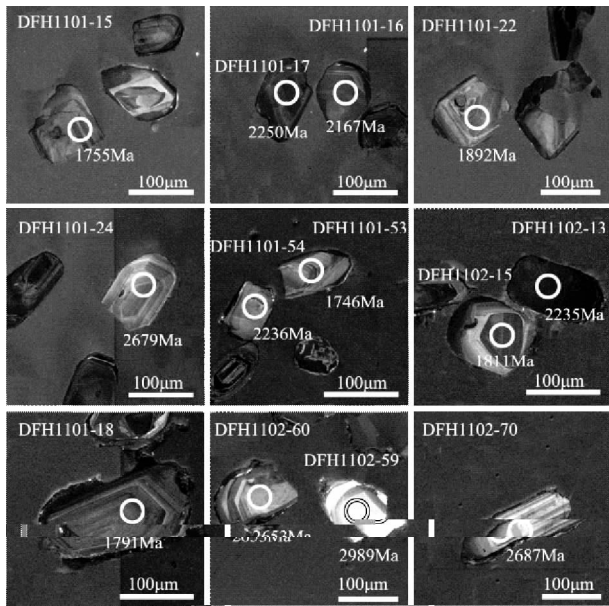 DFH1101-15
1755Ma
100μm
DFH1101-16
DFH1101-17
2250Ma
2167Ma
100μm
DFH1101-22
1892Ma
100μm
DFH1101-24
2679Ma
100μm
DFH1101-53
DFH1101-54
1746Ma
2236Ma
100μm
DFH1102-13
DFH1102-15
2235Ma
1811Ma
100μm
DFH1101-18
1791Ma
100μm
DFH1102-60
DFH1102-59
2989Ma
100μm
DFH1102-70
2687Ma
100μm